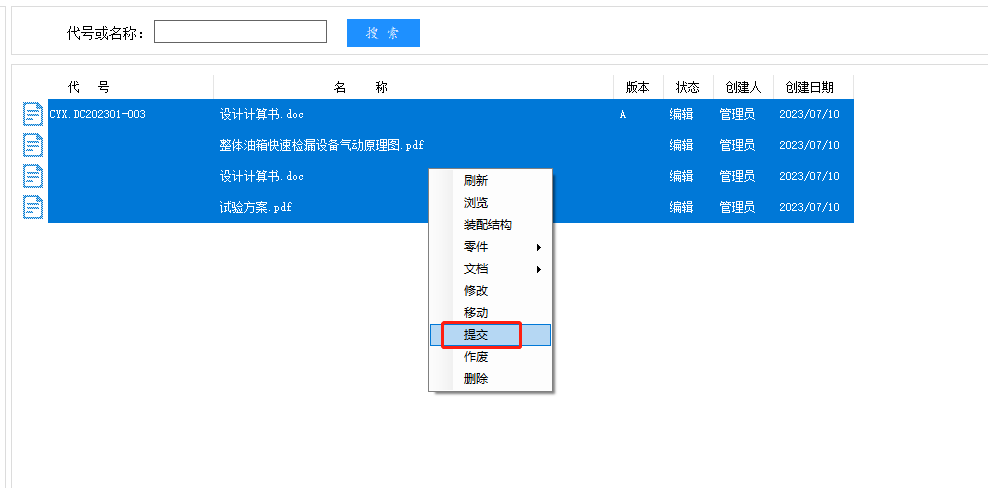 代号或名称： 搜 索
代 号 名 称 版本 状态 创建人 创建日期
CYX.DC202301-003 设计计算书.doc A 编辑 管理员 2023/07/10
整体油箱快速检漏设备气动原理图.pdf 编辑 管理员 2023/07/10
设计计算书.doc 编辑 管理员 2023/07/10
试验方案.pdf 编辑 管理员 2023/07/10
刷新
浏览
装配结构
零件
文档
修改
移动
提交
作废
删除